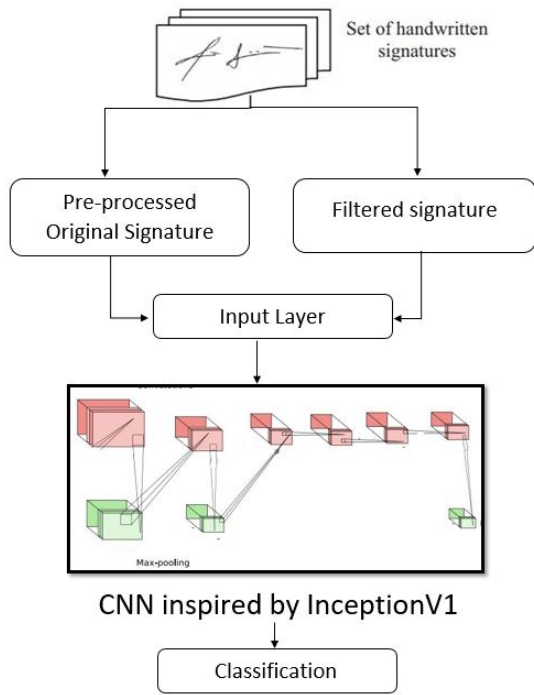 Set of handwritten
signatures
Pre-processed
Original Signature
Filtered signature
Input Layer
Max-pooling
CNN inspired by InceptionV1
Classification